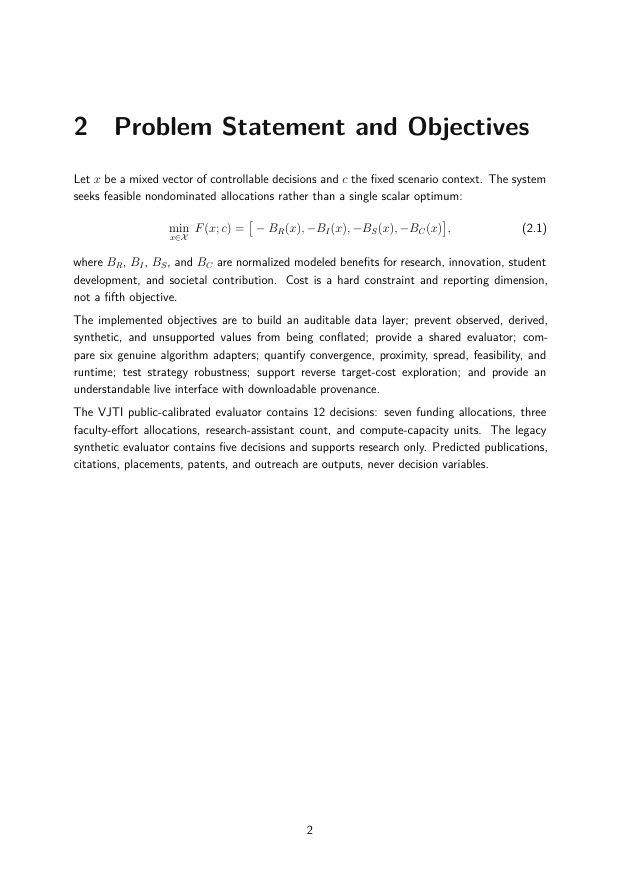 2 Problem Statement and Objectives
Let x be a mixed vector of controllable decisions and c the fixed scenario context. The system
seeks feasible nondominated allocations rather than a single scalar optimum:
min x∈𝒳 F(x; c) = [ − B_R(x), −B_I(x), −B_S(x), −B_C(x)], (2.1)
where B_R, B_I, B_S, and B_C are normalized modeled benefits for research, innovation, student
development, and societal contribution. Cost is a hard constraint and reporting dimension,
not a fifth objective.
The implemented objectives are to build an auditable data layer; prevent observed, derived,
synthetic, and unsupported values from being conflated; provide a shared evaluator; com-
pare six genuine algorithm adapters; quantify convergence, proximity, spread, feasibility, and
runtime; test strategy robustness; support reverse target-cost exploration; and provide an
understandable live interface with downloadable provenance.
The VJTI public-calibrated evaluator contains 12 decisions: seven funding allocations, three
faculty-effort allocations, research-assistant count, and compute-capacity units. The legacy
synthetic evaluator contains five decisions and supports research only. Predicted publications,
citations, placements, patents, and outreach are outputs, never decision variables.
2